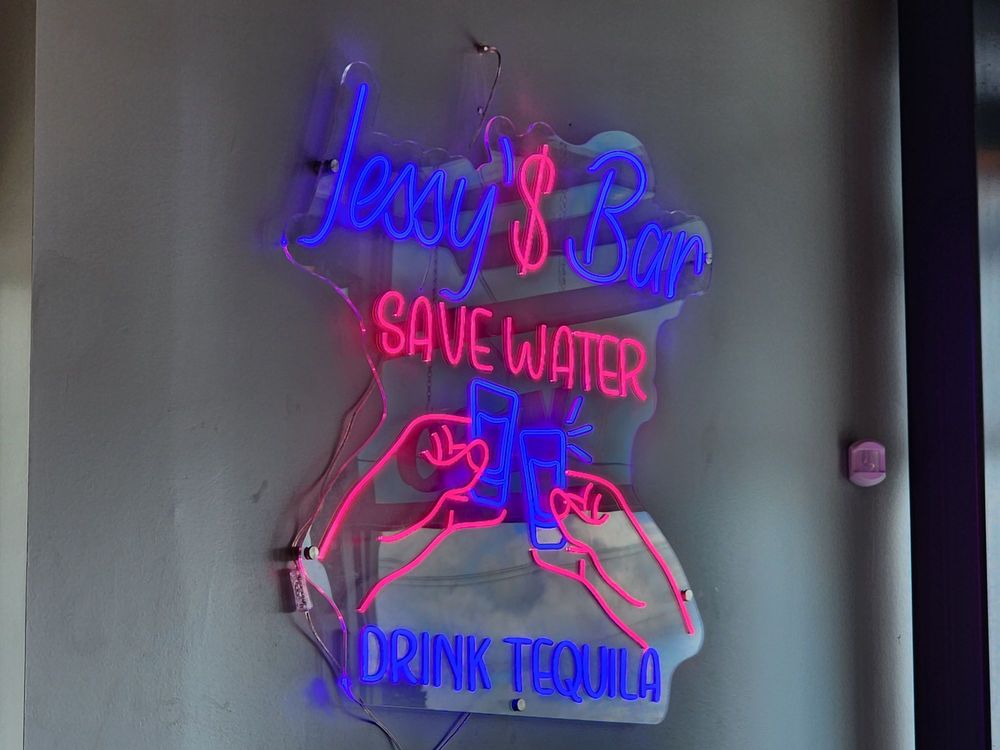 Jessy'$ Bar
SAVE WATER
DRINK TEQUILA